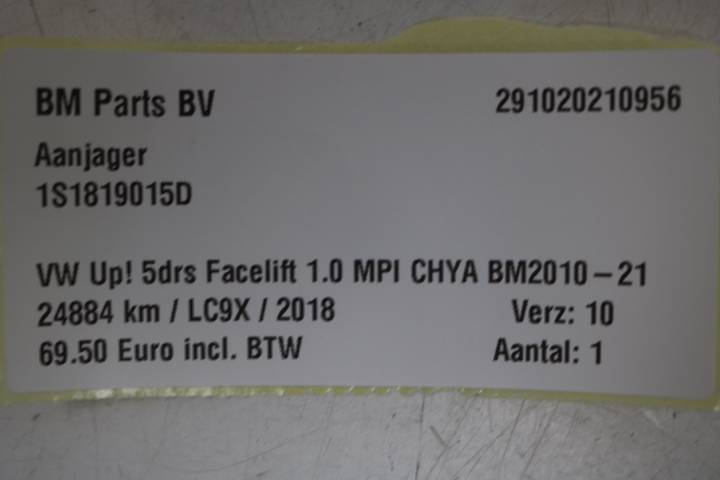 BM Parts BV 291020210956
Aanjager
1S1819015D
VW Up! 5drs Facelift 1.0 MPI CHYA BM2010-21
24884 km / LC9X / 2018 Verz: 10
69.50 Euro incl. BTW Aantal: 1